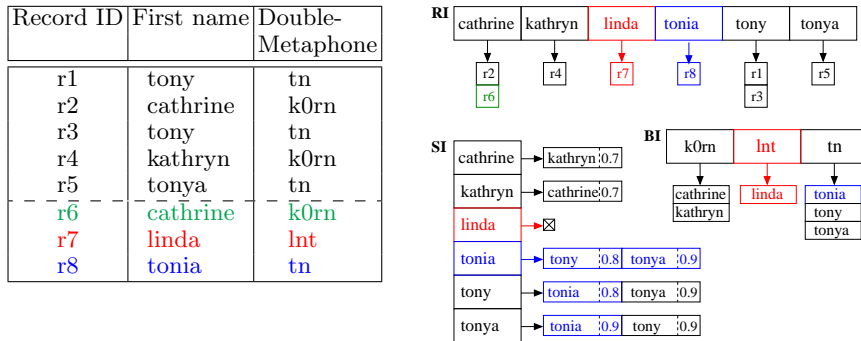 Record ID First name Double-
Metaphone
r1 tony tn
r2 cathrine k0rn
r3 tony tn
r4 kathryn k0rn
r5 tonya tn
r6 cathrine k0rn
r7 linda lnt
r8 tonia tn
RI cathrine kathryn linda tonia tony tonya
r2 r4 r7 r8 r1 r5
r6 r3
SI
cathrine kathryn 0.7
kathryn cathrine 0.7
linda
tonia tony 0.8 tonya 0.9
tony tonia 0.8 tonya 0.9
tonya tonia 0.9 tony 0.9
BI
k0rn lnt tn
cathrine linda tonia
kathryn tony
tonya